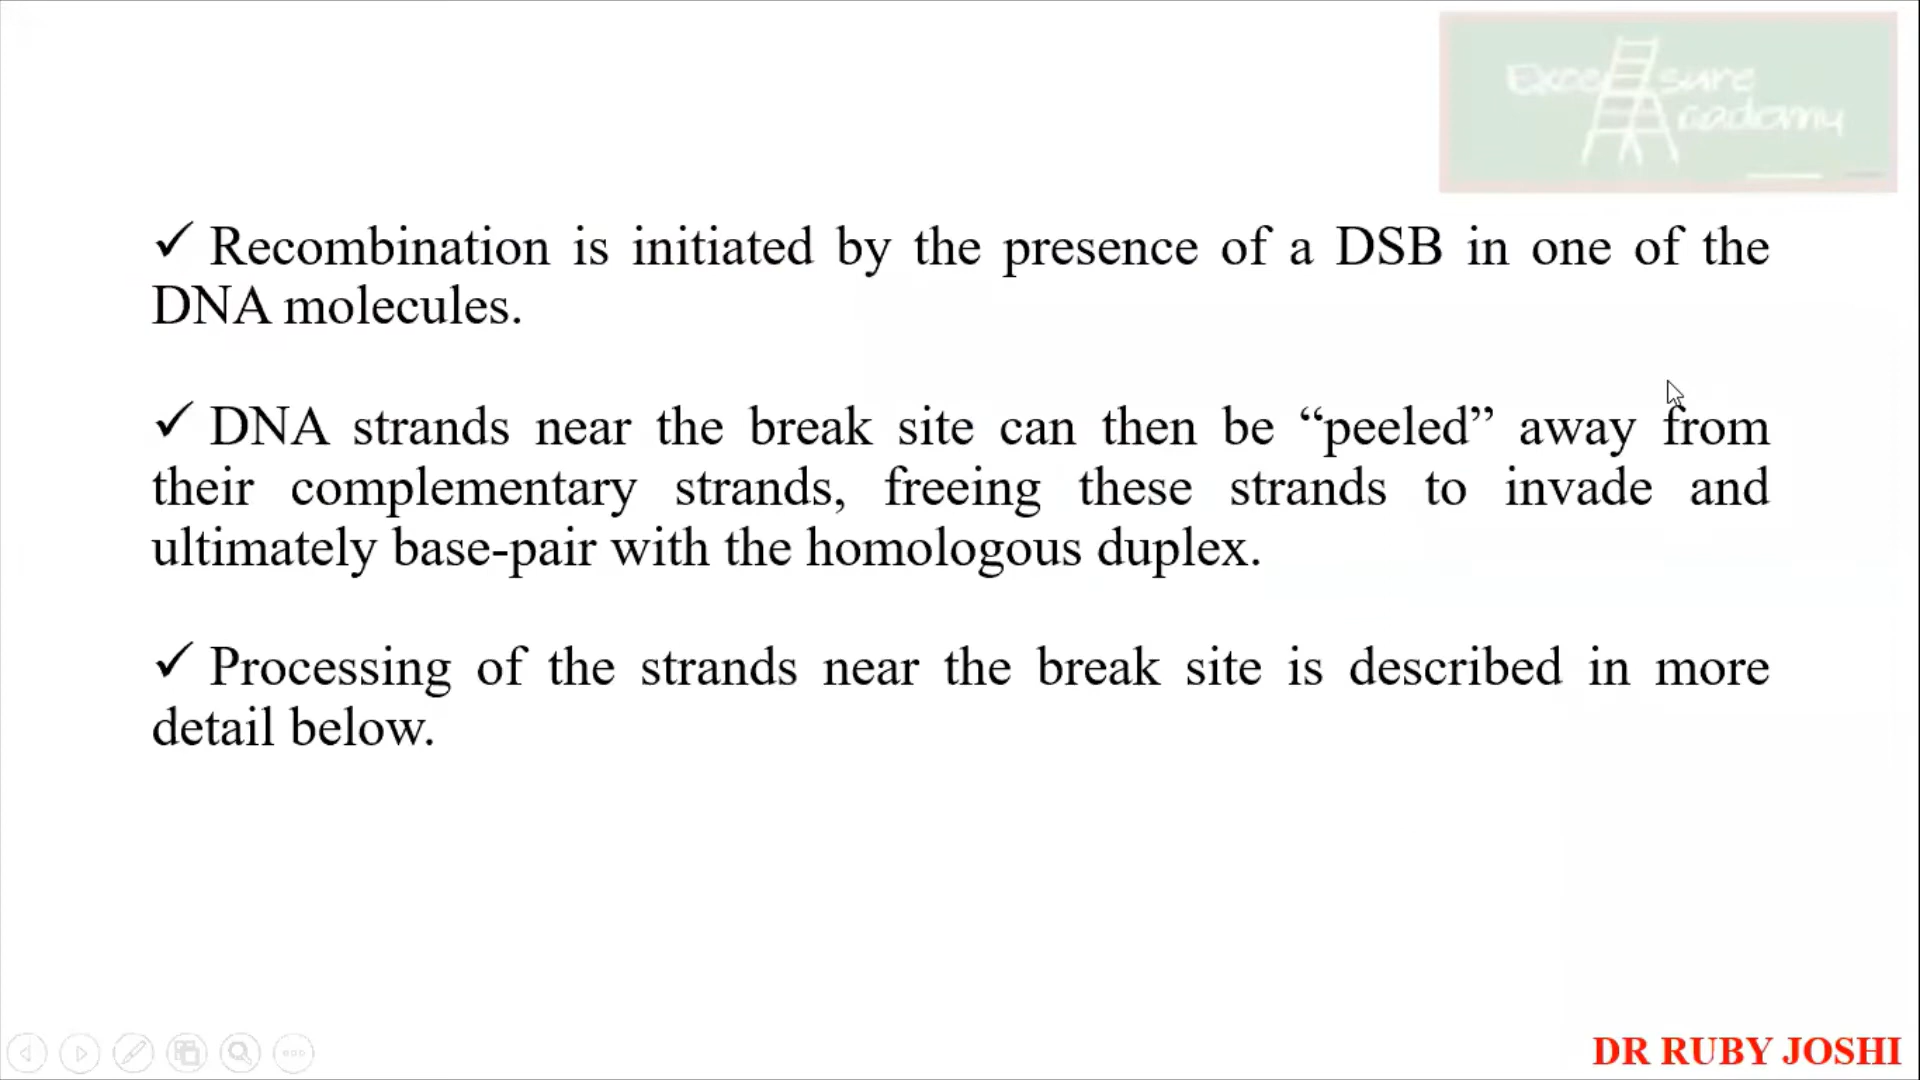 Excel sure
Academy
✓ Recombination is initiated by the presence of a DSB in one of the
DNA molecules.
✓ DNA strands near the break site can then be “peeled” away from
their complementary strands, freeing these strands to invade and
ultimately base-pair with the homologous duplex.
✓ Processing of the strands near the break site is described in more
detail below.
DR RUBY JOSHI